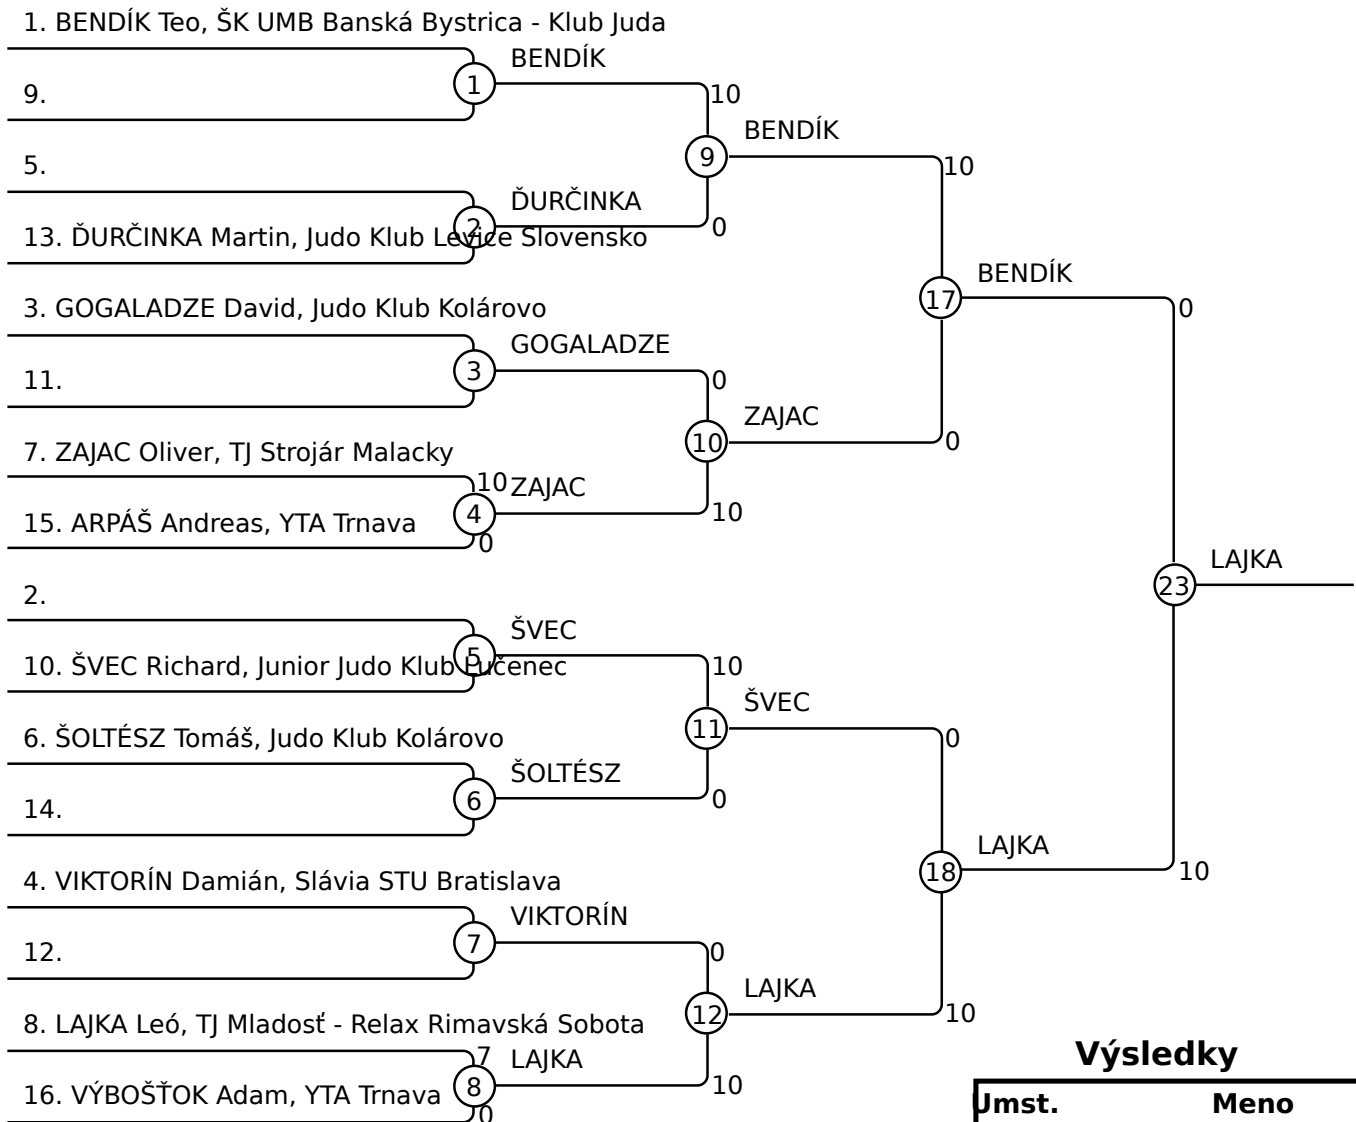 1. BENDÍK Teo, ŠK UMB Banská Bystrica - Klub Juda
BENDÍK
1
9.
10
BENDÍK
9
5.
10
ĎURČINKA
2
0
13. ĎURČINKA Martin, Judo Klub Levice Slovensko
BENDÍK
17
3. GOGALADZE David, Judo Klub Kolárovo
0
GOGALADZE
3
11.
0
ZAJAC
10
0
7. ZAJAC Oliver, TJ Strojár Malacky
10
ZAJAC
4
10
15. ARPÁŠ Andreas, YTA Trnava
0
LAJKA
23
2.
ŠVEC
5
10. ŠVEC Richard, Junior Judo Klub Lučenec
10
ŠVEC
11
6. ŠOLTÉSZ Tomáš, Judo Klub Kolárovo
0
ŠOLTÉSZ
6
0
14.
LAJKA
18
10
4. VIKTORÍN Damián, Slávia STU Bratislava
VIKTORÍN
7
12.
0
LAJKA
12
10
8. LAJKA Leó, TJ Mladosť - Relax Rimavská Sobota
7
LAJKA
8
10
16. VÝBOŠŤOK Adam, YTA Trnava
0
Výsledky
Umst. Meno